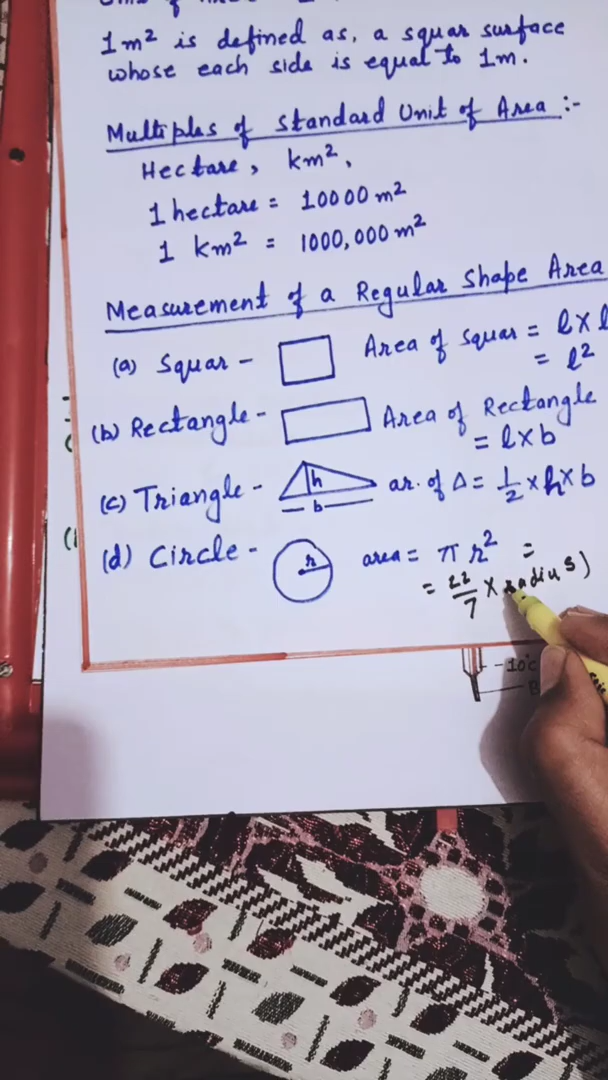 1m² is defined as, a squar surface
whose each side is equal to 1m.
Multiples of standard Unit of Area :-
Hectare, km²,
1 hectare = 10000 m²
1 km² = 1000,000 m²
Measurement of a Regular Shape Area
(a) Squar - Area of squar = l x l
= l²
(b) Rectangle - Area of Rectangle
= l x b
(c) Triangle - h b ar. of Δ = 1/2 x h x b
(d) Circle - r area = π r² =
= 22/7 x radius)
-10°c
B